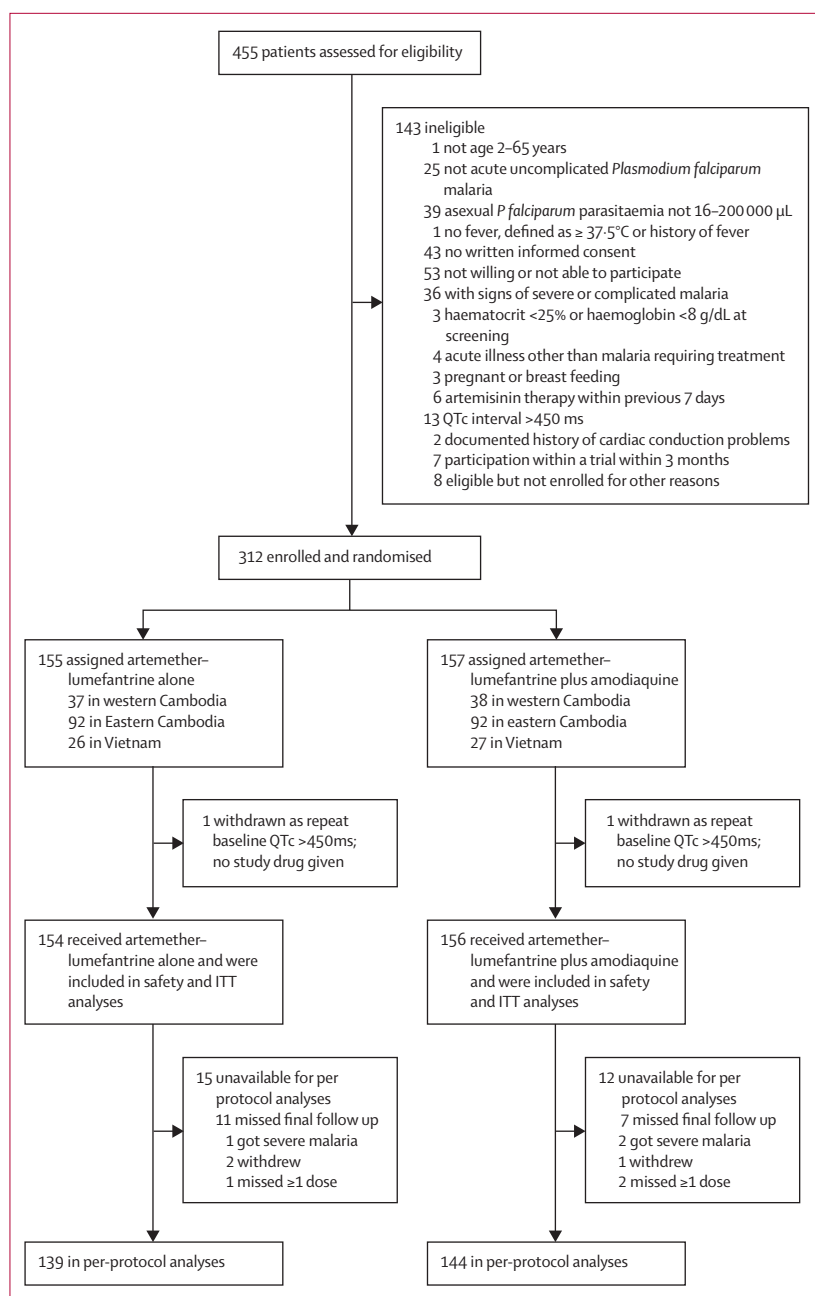 455 patients assessed for eligibility
143 ineligible
1 not age 2–65 years
25 not acute uncomplicated Plasmodium falciparum
malaria
39 asexual P falciparum parasitaemia not 16–200 000 μL
1 no fever, defined as ≥ 37·5°C or history of fever
43 no written informed consent
53 not willing or not able to participate
36 with signs of severe or complicated malaria
3 haematocrit <25% or haemoglobin <8 g/dL at
screening
4 acute illness other than malaria requiring treatment
3 pregnant or breast feeding
6 artemisinin therapy within previous 7 days
13 QTc interval >450 ms
2 documented history of cardiac conduction problems
7 participation within a trial within 3 months
8 eligible but not enrolled for other reasons
312 enrolled and randomised
155 assigned artemether–
lumefantrine alone
37 in western Cambodia
92 in Eastern Cambodia
26 in Vietnam
157 assigned artemether–
lumefantrine plus amodiaquine
38 in western Cambodia
92 in eastern Cambodia
27 in Vietnam
1 withdrawn as repeat
baseline QTc >450ms;
no study drug given
1 withdrawn as repeat
baseline QTc >450ms;
no study drug given
154 received artemether–
lumefantrine alone and were
included in safety and ITT
analyses
156 received artemether–
lumefantrine plus amodiaquine
and were included in safety
and ITT analyses
15 unavailable for per
protocol analyses
11 missed final follow up
1 got severe malaria
2 withdrew
1 missed ≥1 dose
12 unavailable for per
protocol analyses
7 missed final follow up
2 got severe malaria
1 withdrew
2 missed ≥1 dose
139 in per-protocol analyses
144 in per-protocol analyses